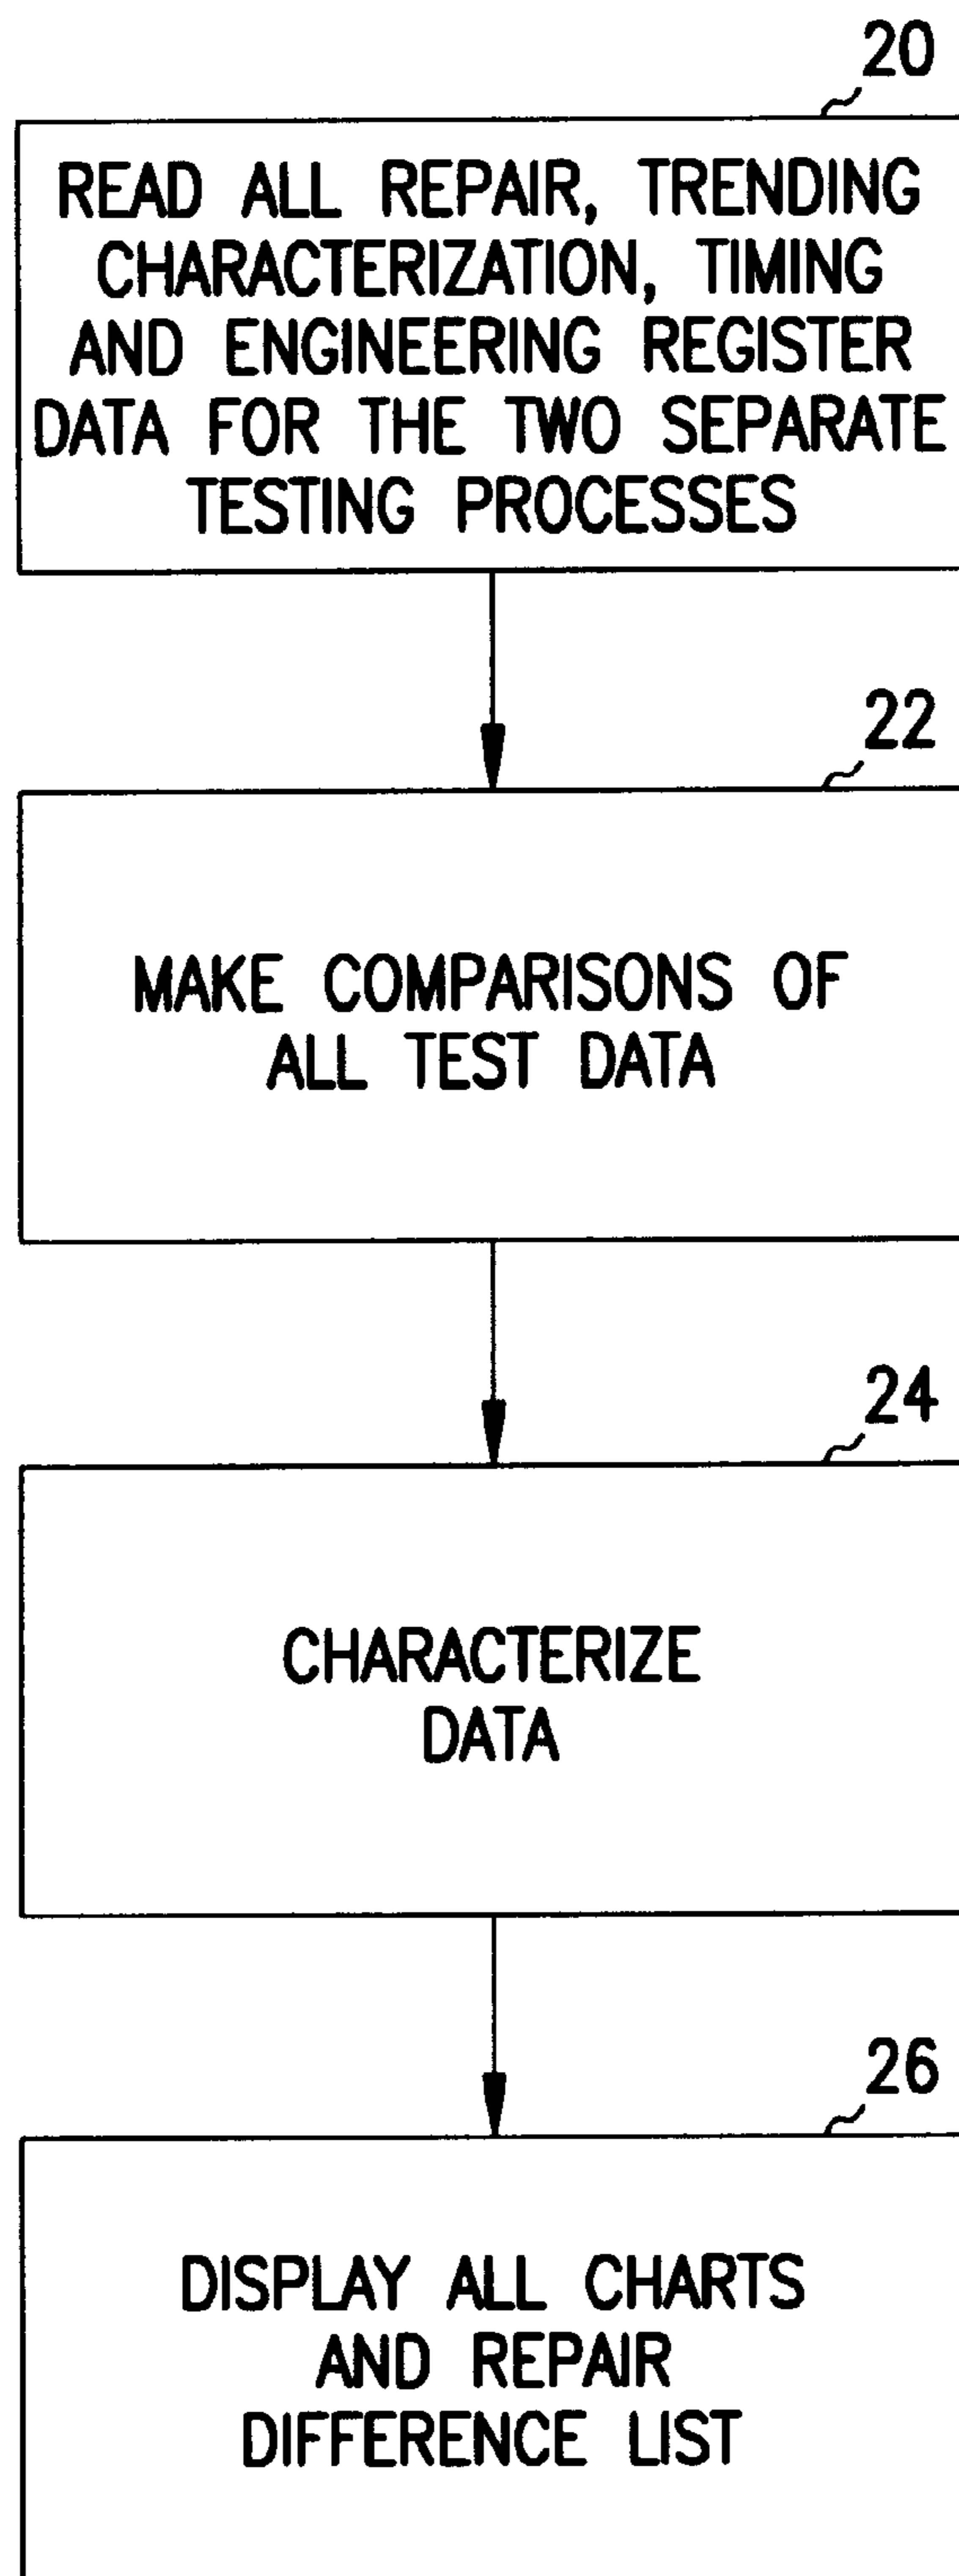 20
READ ALL REPAIR, TRENDING
CHARACTERIZATION, TIMING
AND ENGINEERING REGISTER
DATA FOR THE TWO SEPARATE
TESTING PROCESSES
22
MAKE COMPARISONS OF
ALL TEST DATA
24
CHARACTERIZE
DATA
26
DISPLAY ALL CHARTS
AND REPAIR
DIFFERENCE LIST